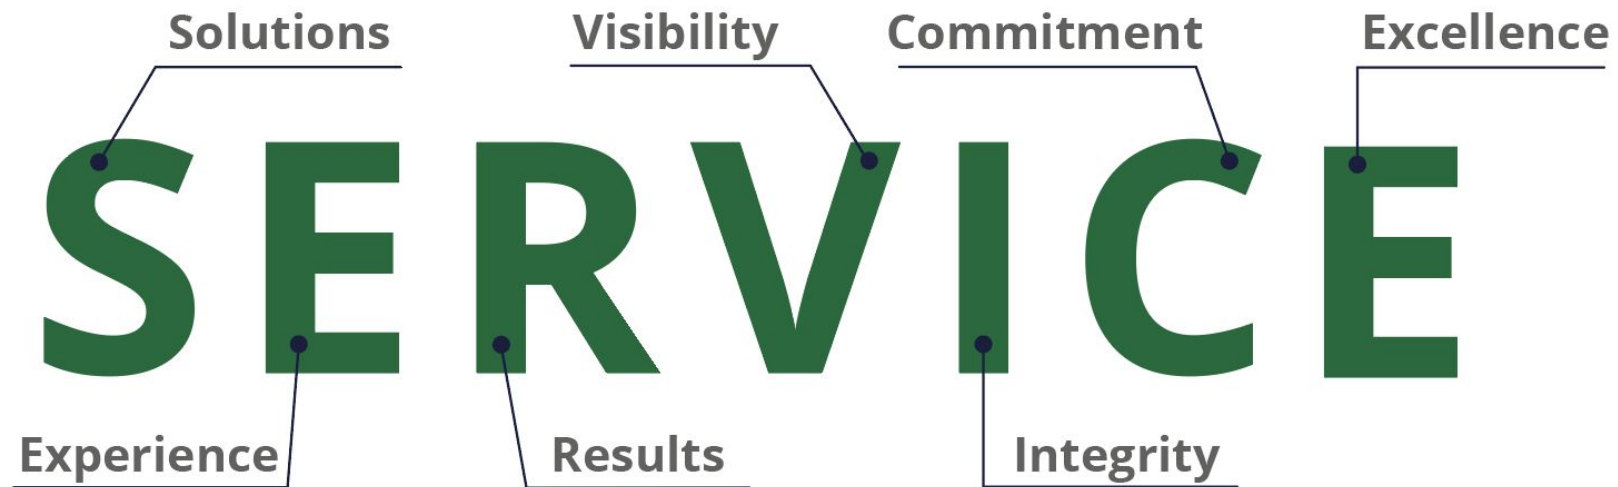 Solutions Visibility Commitment Excellence
SERVICE
Experience Results Integrity